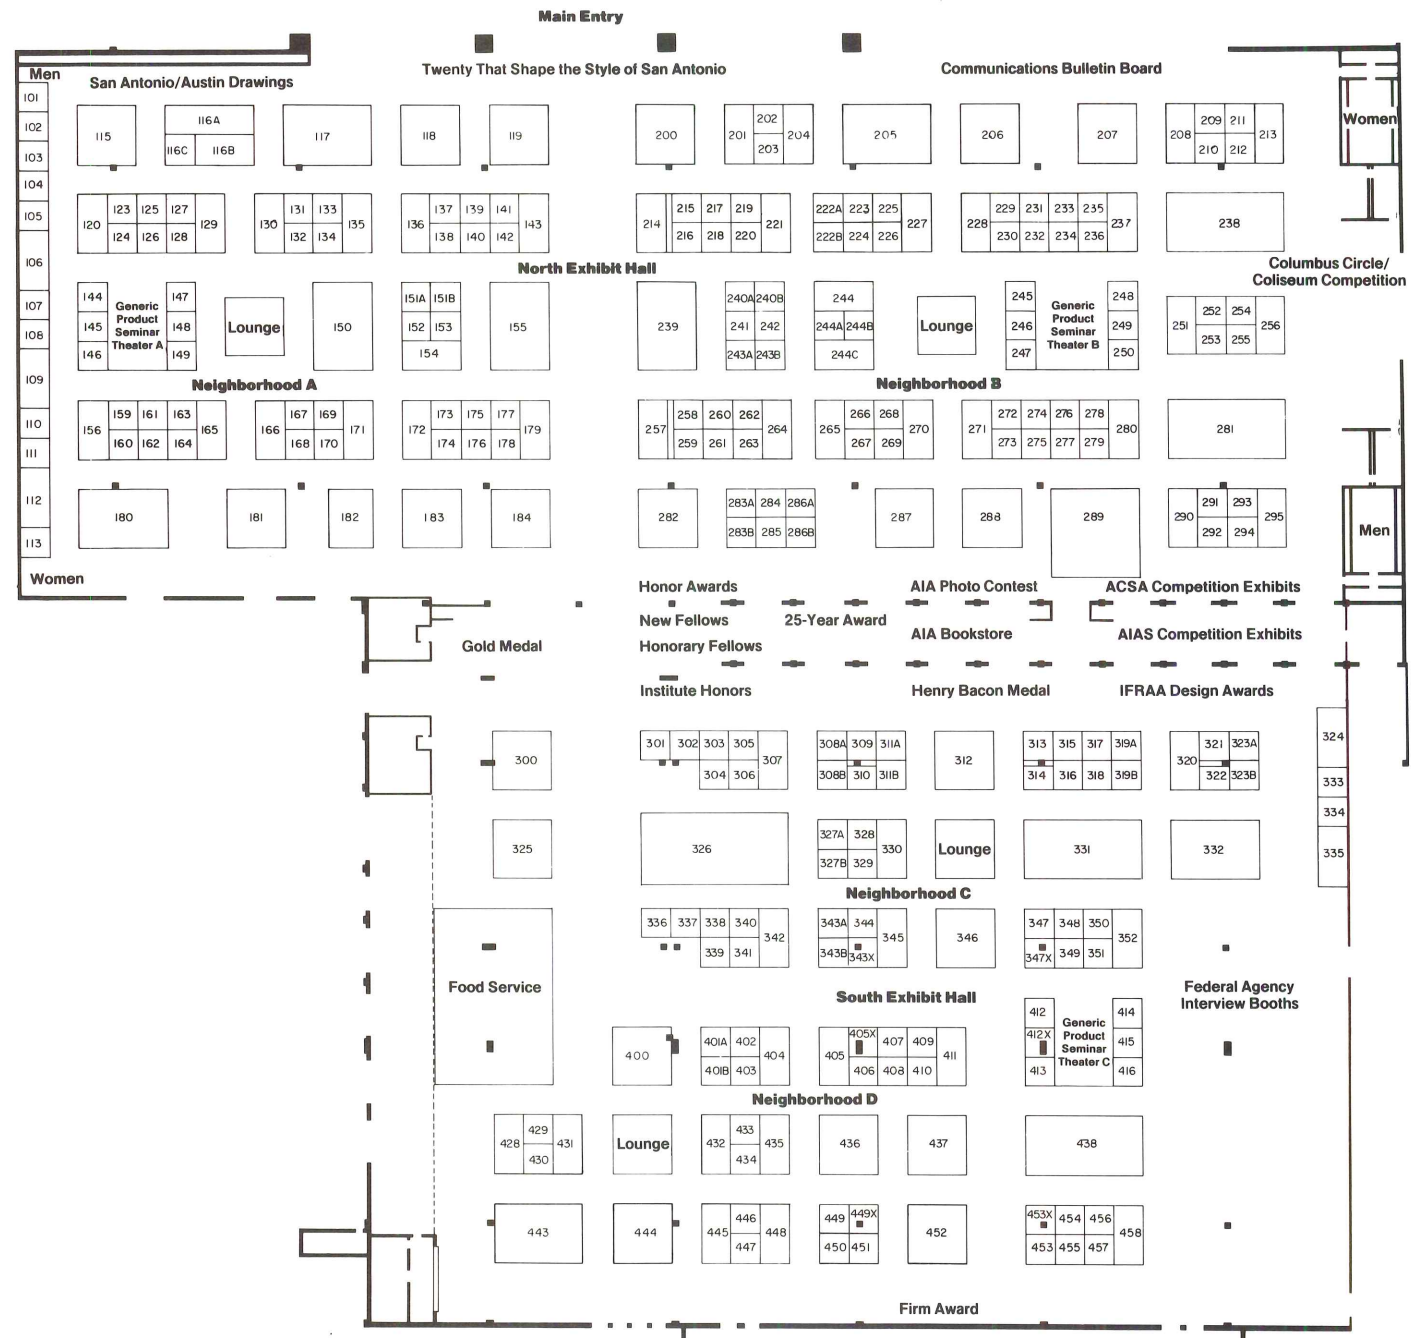 Main Entry
Men
San Antonio/Austin Drawings
Twenty That Shape the Style of San Antonio
Communications Bulletin Board
Women
101
102
103
104
105
106
107
108
109
110
111
112
113
Women
115
116A
116C 116B
117
118
119
200
201
202
203
204
205
206
207
208
209 211
210 212
213
120
123 125 127
124 126 128
129
130
131 133
132 134
135
136
137 139 141
138 140 142
143
214
215 217 219
216 218 220
221
222A 223 225
222B 224 226
227
228
229 231 233 235
230 232 234 236
237
238
North Exhibit Hall
Columbus Circle/
Coliseum Competition
144
145
146
Generic
Product
Seminar
Theater A
147
148
149
Lounge
150
151A 151B
152 153
154
155
239
240A 240B
241 242
243A 243B
244
244A 244B
244C
Lounge
245
246
247
Generic
Product
Seminar
Theater B
248
249
250
251
252 254
253 255
256
Neighborhood A
Neighborhood B
156
159 161 163
160 162 164
165
166
167 169
168 170
171
172
173 175 177
174 176 178
179
257
258 260 262
259 261 263
264
265
266 268
267 269
270
271
272 274 276 278
273 275 277 279
280
281
180
181
182
183
184
282
283A 284 286A
283B 285 286B
287
288
289
290
291 293
292 294
295
Men
Honor Awards
AIA Photo Contest
ACSA Competition Exhibits
New Fellows
25-Year Award
Gold Medal
Honorary Fellows
AIA Bookstore
AIAS Competition Exhibits
Institute Honors
Henry Bacon Medal
IFRAA Design Awards
300
301 302 303 305
304 306
307
308A 309 311A
308B 310 311B
312
313 315 317 319A
314 316 318 319B
320
321 323A
322 323B
324
333
334
335
325
326
327A 328
327B 329
330
Lounge
331
332
Neighborhood C
336 337 338 340
339 341
342
343A 344
343B 343X
345
346
347 348 350
347X 349 351
352
Food Service
South Exhibit Hall
Federal Agency
Interview Booths
400
401A 402
401B 403
404
405
405X 407 409
406 408 410
411
412
412X
413
Generic
Product
Seminar
Theater C
414
415
416
Neighborhood D
428
429
430
431
Lounge
432
433
434
435
436
437
438
443
444
445
446
447
448
449 449X
450 451
452
453X 454 456
453 455 457
458
Firm Award